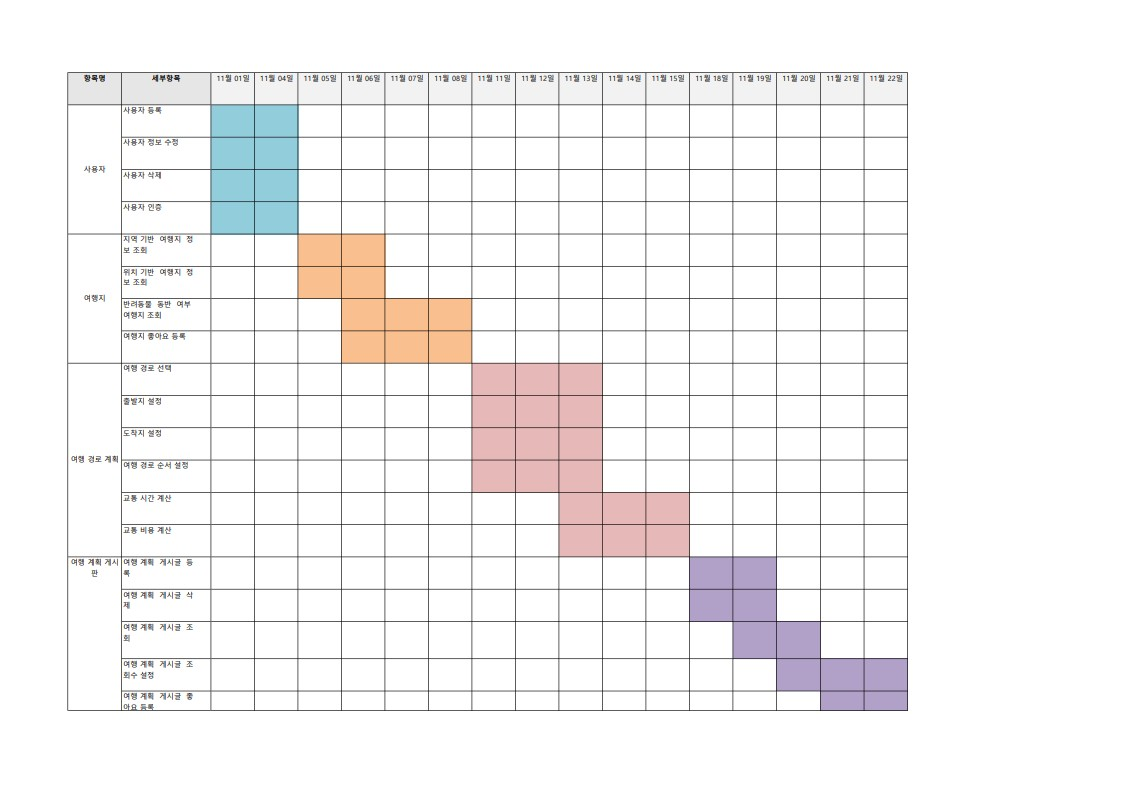 항목명 세부항목 11월 01일 11월 04일 11월 05일 11월 06일 11월 07일 11월 08일 11월 11일 11월 12일 11월 13일 11월 14일 11월 15일 11월 18일 11월 19일 11월 20일 11월 21일 11월 22일
사용자
사용자 등록
사용자 정보 수정
사용자 삭제
사용자 인증
여행지
지역 기반 여행지 정
보 조회
위치 기반 여행지 정
보 조회
반려동물 동반 여부
여행지 조회
여행지 좋아요 등록
여행 경로 계획
여행 경로 선택
출발지 설정
도착지 설정
여행 경로 순서 설정
교통 시간 계산
교통 비용 계산
여행 계획 게시
판
여행 계획 게시글 등
록
여행 계획 게시글 삭
제
여행 계획 게시글 조
회
여행 계획 게시글 조
회수 설정
여행 계획 게시글 좋
아요 등록